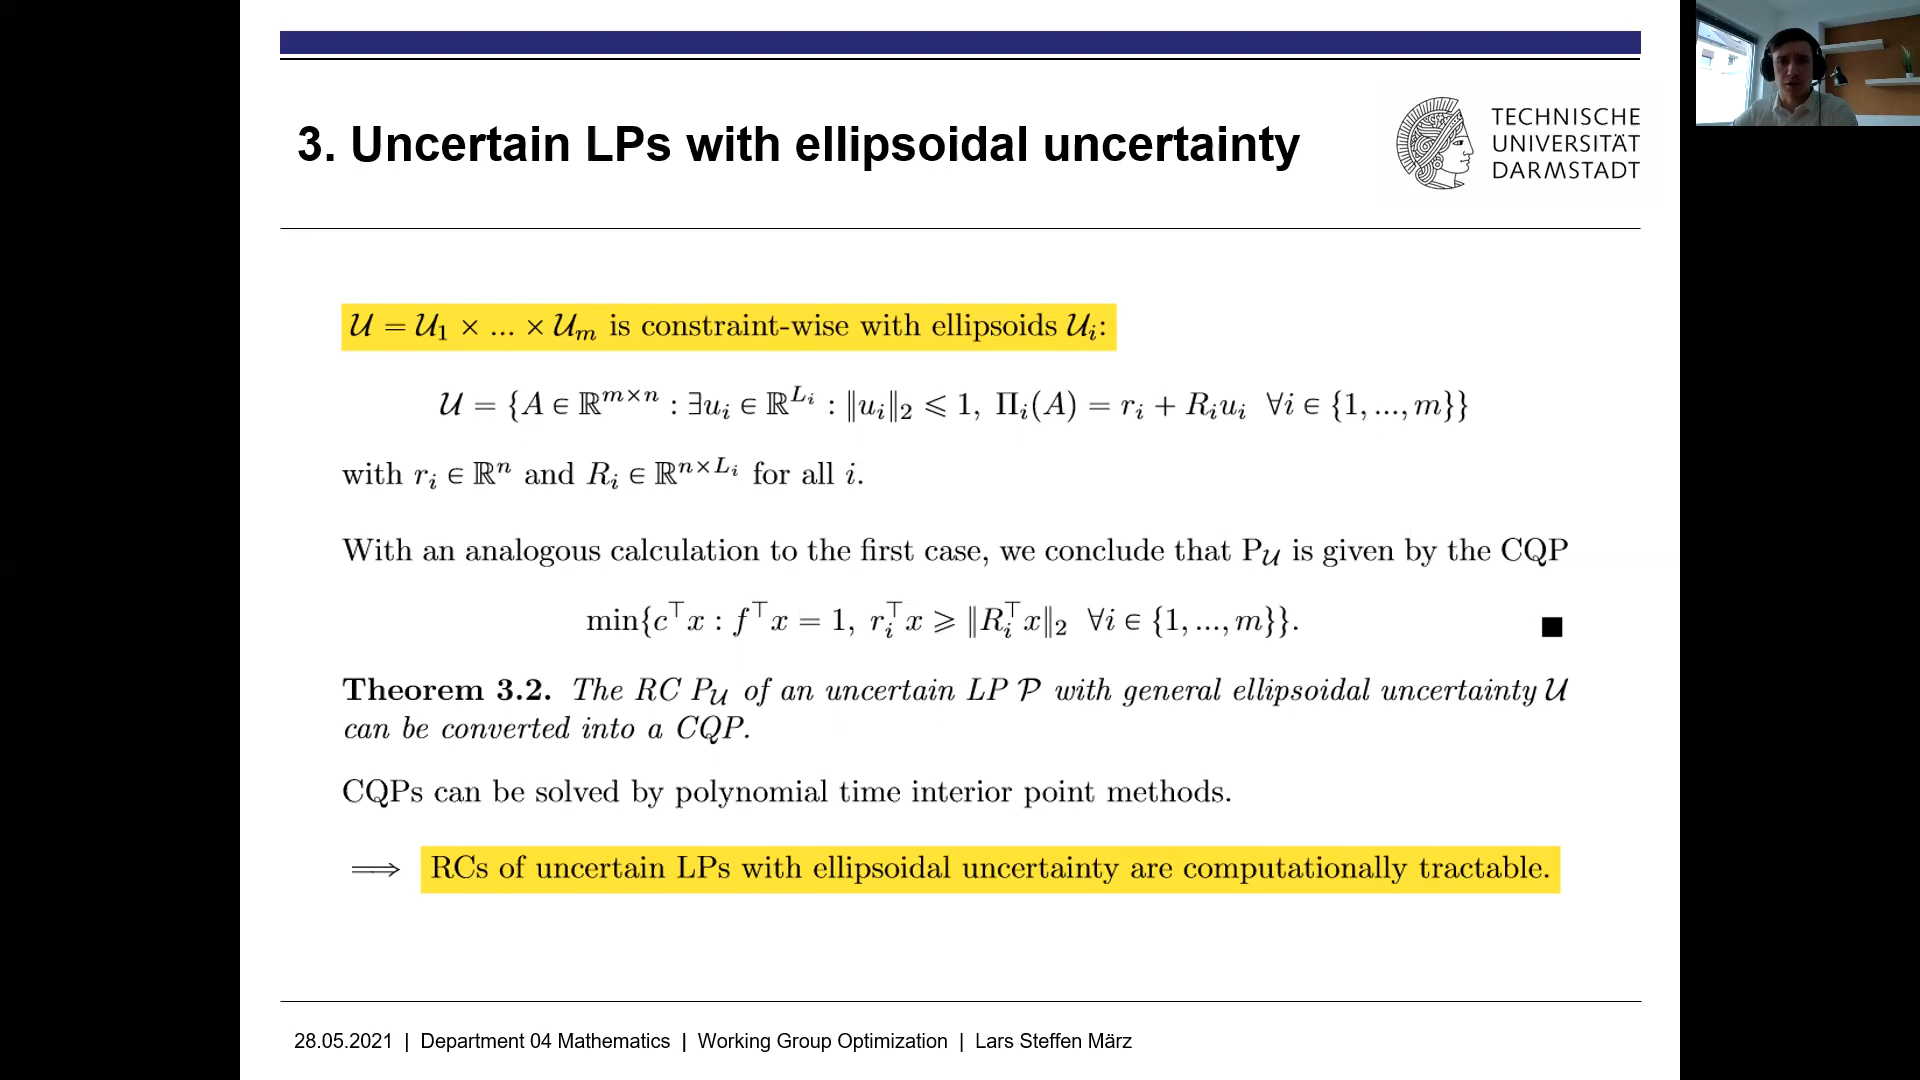 3. Uncertain LPs with ellipsoidal uncertainty
TECHNISCHE
UNIVERSITÄT
DARMSTADT
𝒰 = 𝒰₁ × ... × 𝒰ₘ is constraint-wise with ellipsoids 𝒰ᵢ:
𝒰 = {A ∈ ℝ^{m×n} : ∃uᵢ ∈ ℝ^{Lᵢ} : ‖uᵢ‖₂ ⩽ 1, Πᵢ(A) = rᵢ + Rᵢuᵢ ∀i ∈ {1, ..., m}}
with rᵢ ∈ ℝⁿ and Rᵢ ∈ ℝ^{n×Lᵢ} for all i.
With an analogous calculation to the first case, we conclude that P_𝒰 is given by the CQP
min{c^⊤x : f^⊤x = 1, rᵢ^⊤x ⩾ ‖Rᵢ^⊤x‖₂ ∀i ∈ {1, ..., m}}. ■
Theorem 3.2. The RC P_𝒰 of an uncertain LP 𝒫 with general ellipsoidal uncertainty 𝒰
can be converted into a CQP.
CQPs can be solved by polynomial time interior point methods.
⟹ RCs of uncertain LPs with ellipsoidal uncertainty are computationally tractable.
28.05.2021 | Department 04 Mathematics | Working Group Optimization | Lars Steffen März